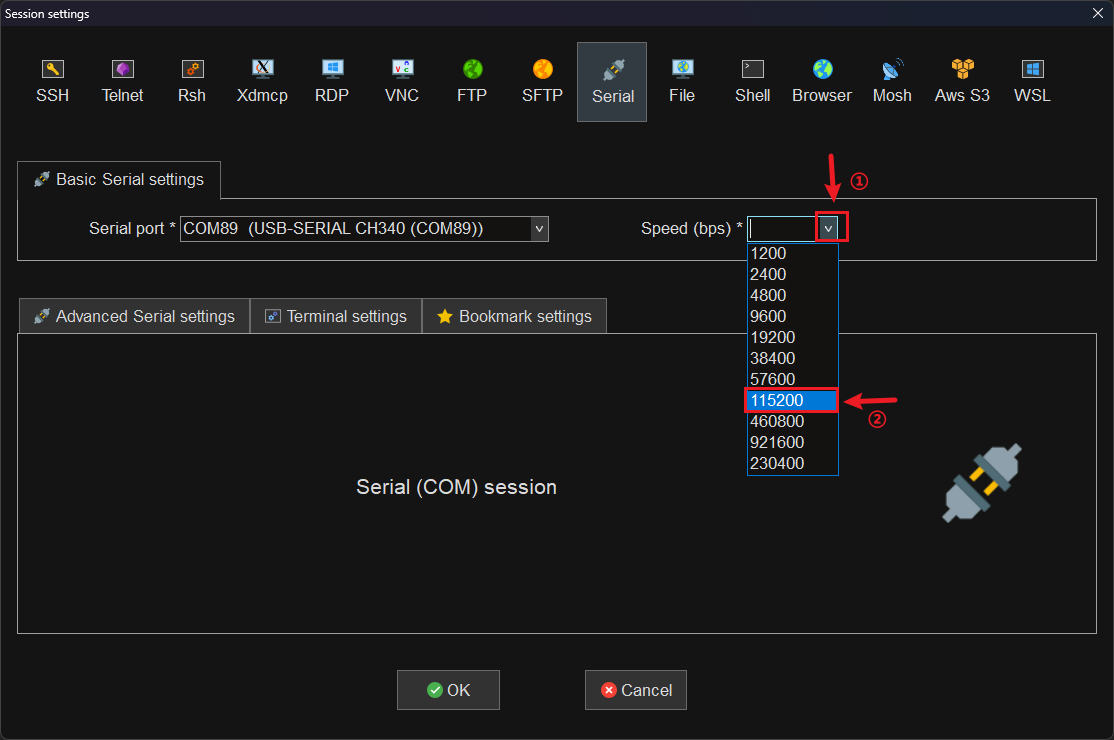 Session settings
SSH Telnet Rsh Xdmcp RDP VNC FTP SFTP Serial File Shell Browser Mosh Aws S3 WSL
Basic Serial settings
①
Serial port * COM89 (USB-SERIAL CH340 (COM89)) Speed (bps) *
1200
2400
4800
9600
19200
38400
57600
115200
460800
921600
230400
②
Advanced Serial settings Terminal settings Bookmark settings
Serial (COM) session
OK Cancel